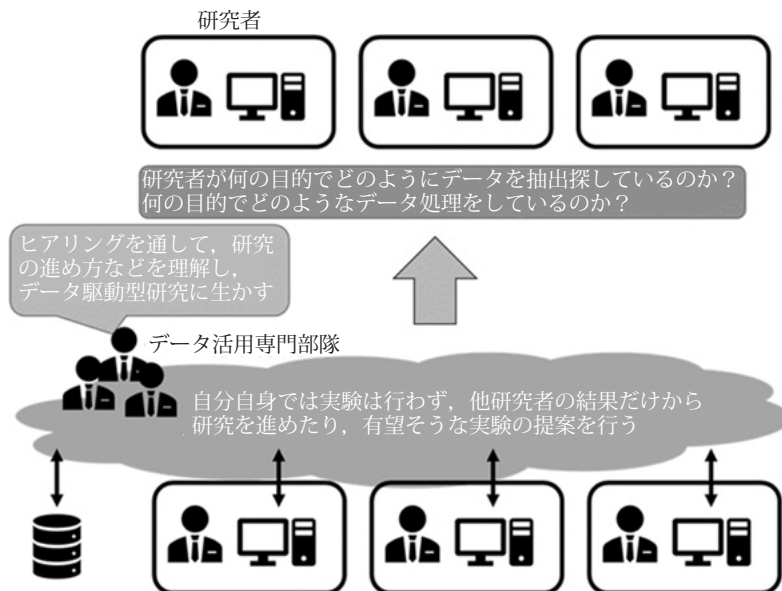 研究者
研究者が何の目的でどのようにデータを抽出探しているのか？
何の目的でどのようなデータ処理をしているのか？
ヒアリングを通して，研究
の進め方などを理解し，
データ駆動型研究に生かす
データ活用専門部隊
自分自身では実験は行わず，他研究者の結果だけから
研究を進めたり，有望そうな実験の提案を行う